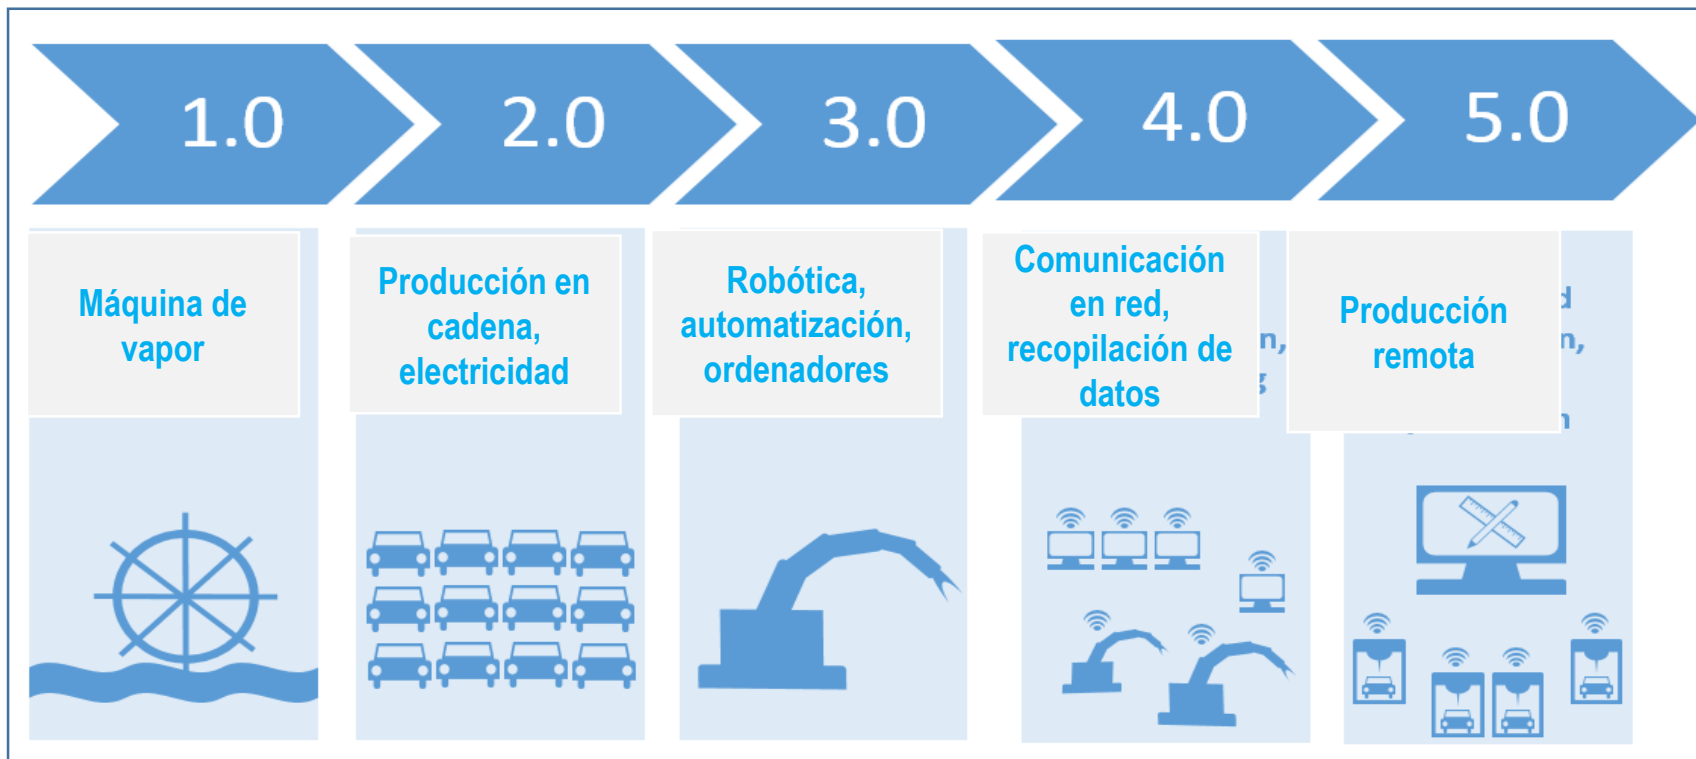 1.0
2.0
3.0
4.0
5.0
Máquina de
vapor
Producción en
cadena,
electricidad
Robótica,
automatización,
ordenadores
Comunicación
en red,
recopilación de
datos
Producción
remota